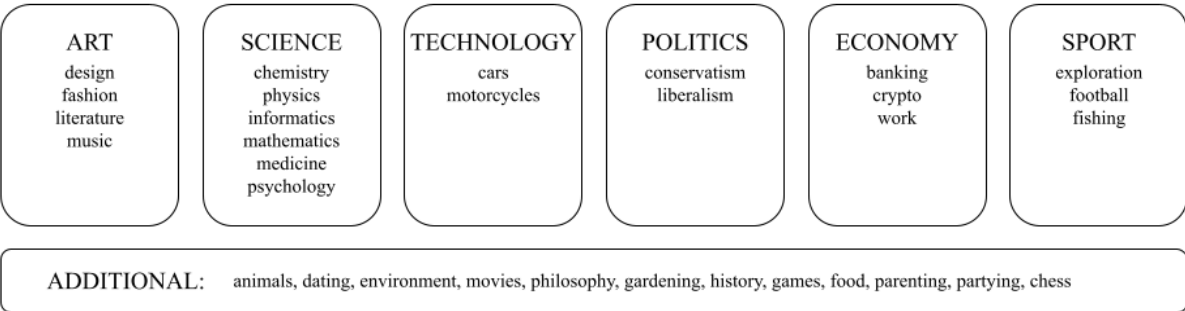 ART
design
fashion
literature
music
SCIENCE
chemistry
physics
informatics
mathematics
medicine
psychology
TECHNOLOGY
cars
motorcycles
POLITICS
conservatism
liberalism
ECONOMY
banking
crypto
work
SPORT
exploration
football
fishing
ADDITIONAL: animals, dating, environment, movies, philosophy, gardening, history, games, food, parenting, partying, chess